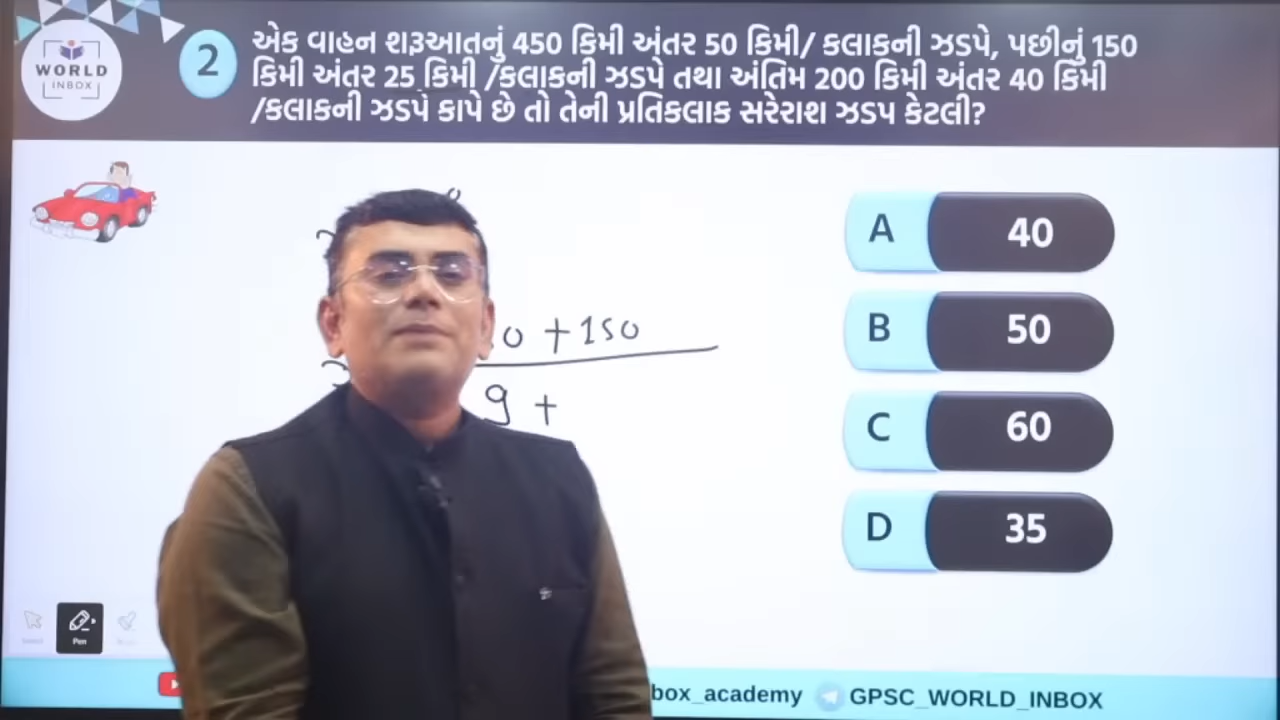 WORLD
INBOX
2
એક વાહન શરૂઆતનું 450 કિમી અંતર 50 કિમી/ કલાકની ઝડપે, પછીનું 150
કિમી અંતર 25 કિમી /કલાકની ઝડપે તથા અંતિમ 200 કિમી અંતર 40 કિમી
/કલાકની ઝડપે કાપે છે તો તેની પ્રતિકલાક સરેરાશ ઝડપ કેટલી?
0 + 150
9 +
A 40
B 50
C 60
D 35
Pen
box_academy
GPSC_WORLD_INBOX